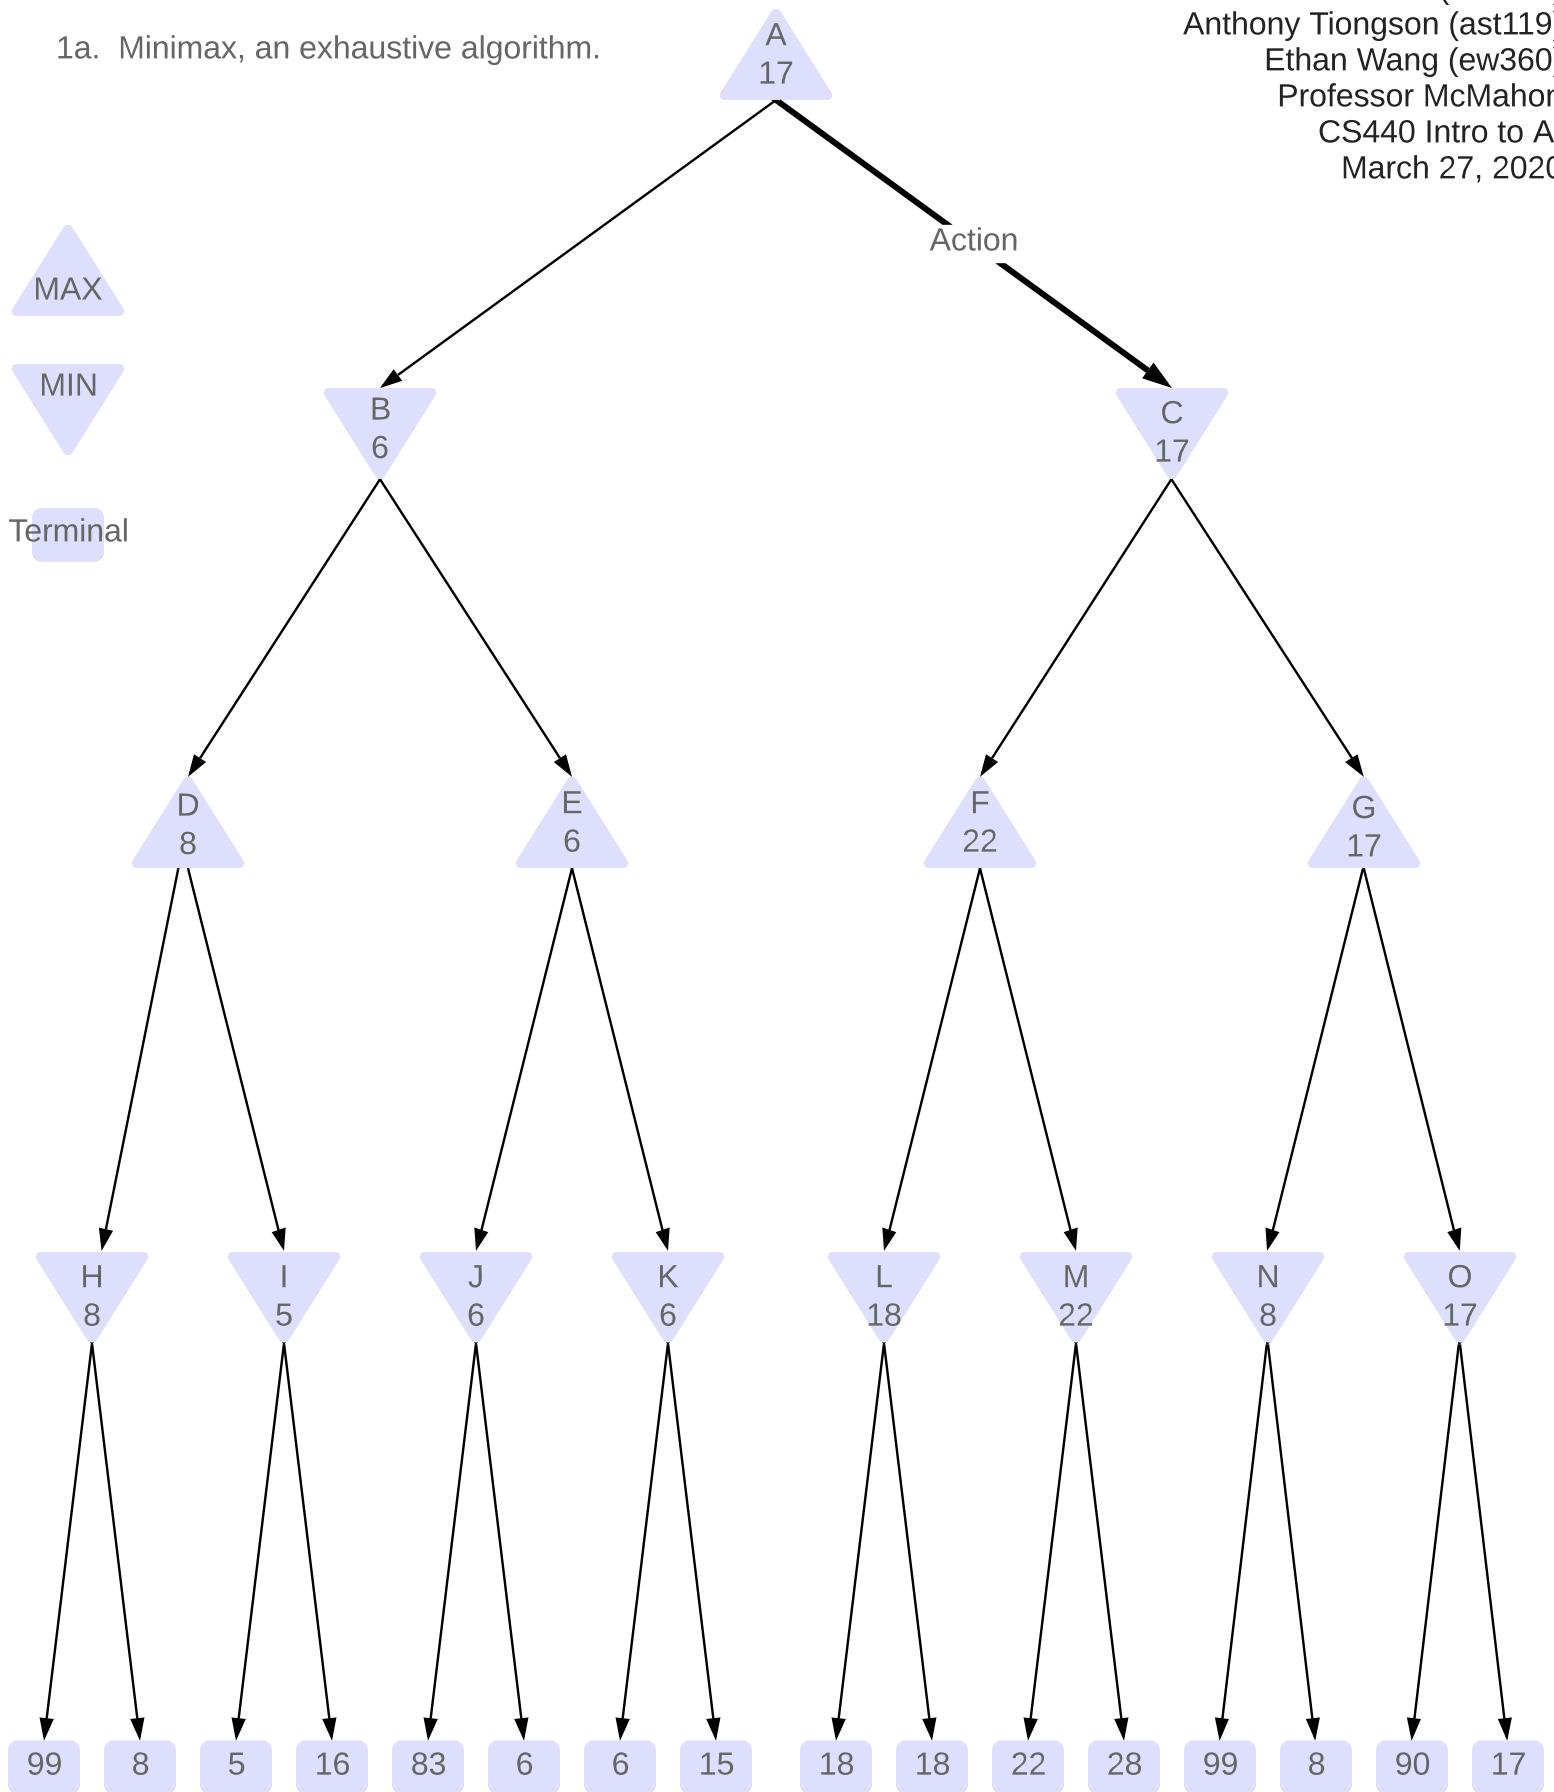 1a.  Minimax, an exhaustive algorithm.
Anthony Tiongson (ast119)
Ethan Wang (ew360)
Professor McMahon
CS440 Intro to A
March 27, 2020
A
17
Action
MAX
MIN
Terminal
B
6
C
17
D
8
E
6
F
22
G
17
H
8
I
5
J
6
K
6
L
18
M
22
N
8
O
17
99 8 5 16 83 6 6 15 18 18 22 28 99 8 90 17